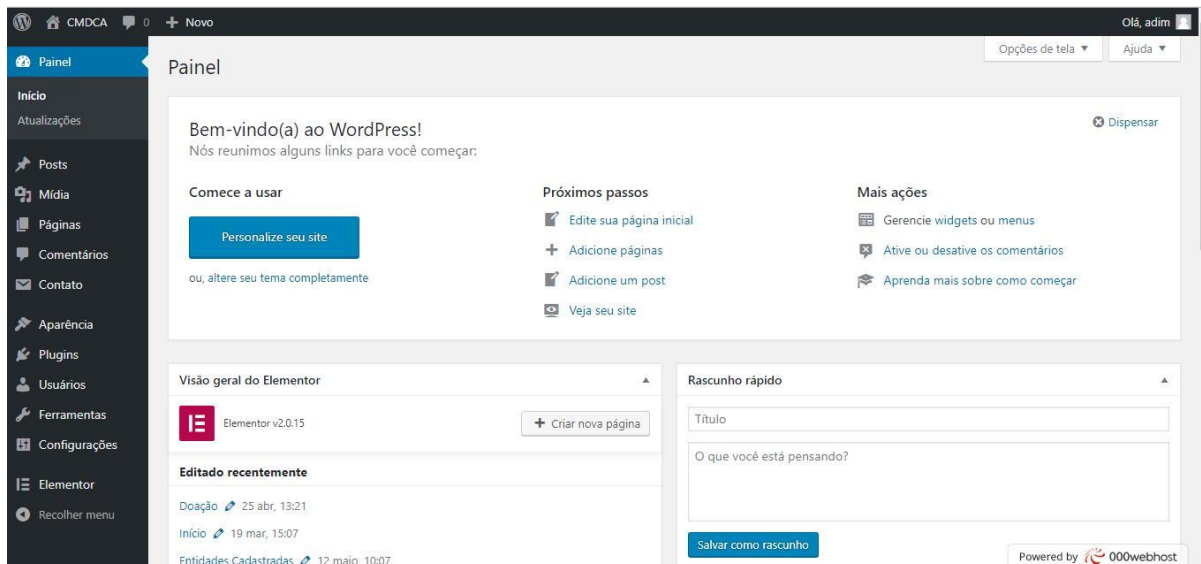 CMDCA 0 + Novo
Olá, adim
Painel
Início
Atualizações
Posts
Mídia
Páginas
Comentários
Contato
Aparência
Plugins
Usuários
Ferramentas
Configurações
Elementor
Recolher menu
Opções de tela
Ajuda
Painel
Bem-vindo(a) ao WordPress!
Nós reunimos alguns links para você começar:
Dispensar
Comece a usar
Personalize seu site
ou, altere seu tema completamente
Próximos passos
Edite sua página inicial
Adicione páginas
Adicione um post
Veja seu site
Mais ações
Gerencie widgets ou menus
Ative ou desative os comentários
Aprenda mais sobre como começar
Visão geral do Elementor
Elementor v2.0.15
+ Criar nova página
Editado recentemente
Doação 25 abr, 13:21
Início 19 mar, 15:07
Entidades Cadastradas 12 maio, 10:07
Rascunho rápido
Título
O que você está pensando?
Salvar como rascunho
Powered by 000webhost